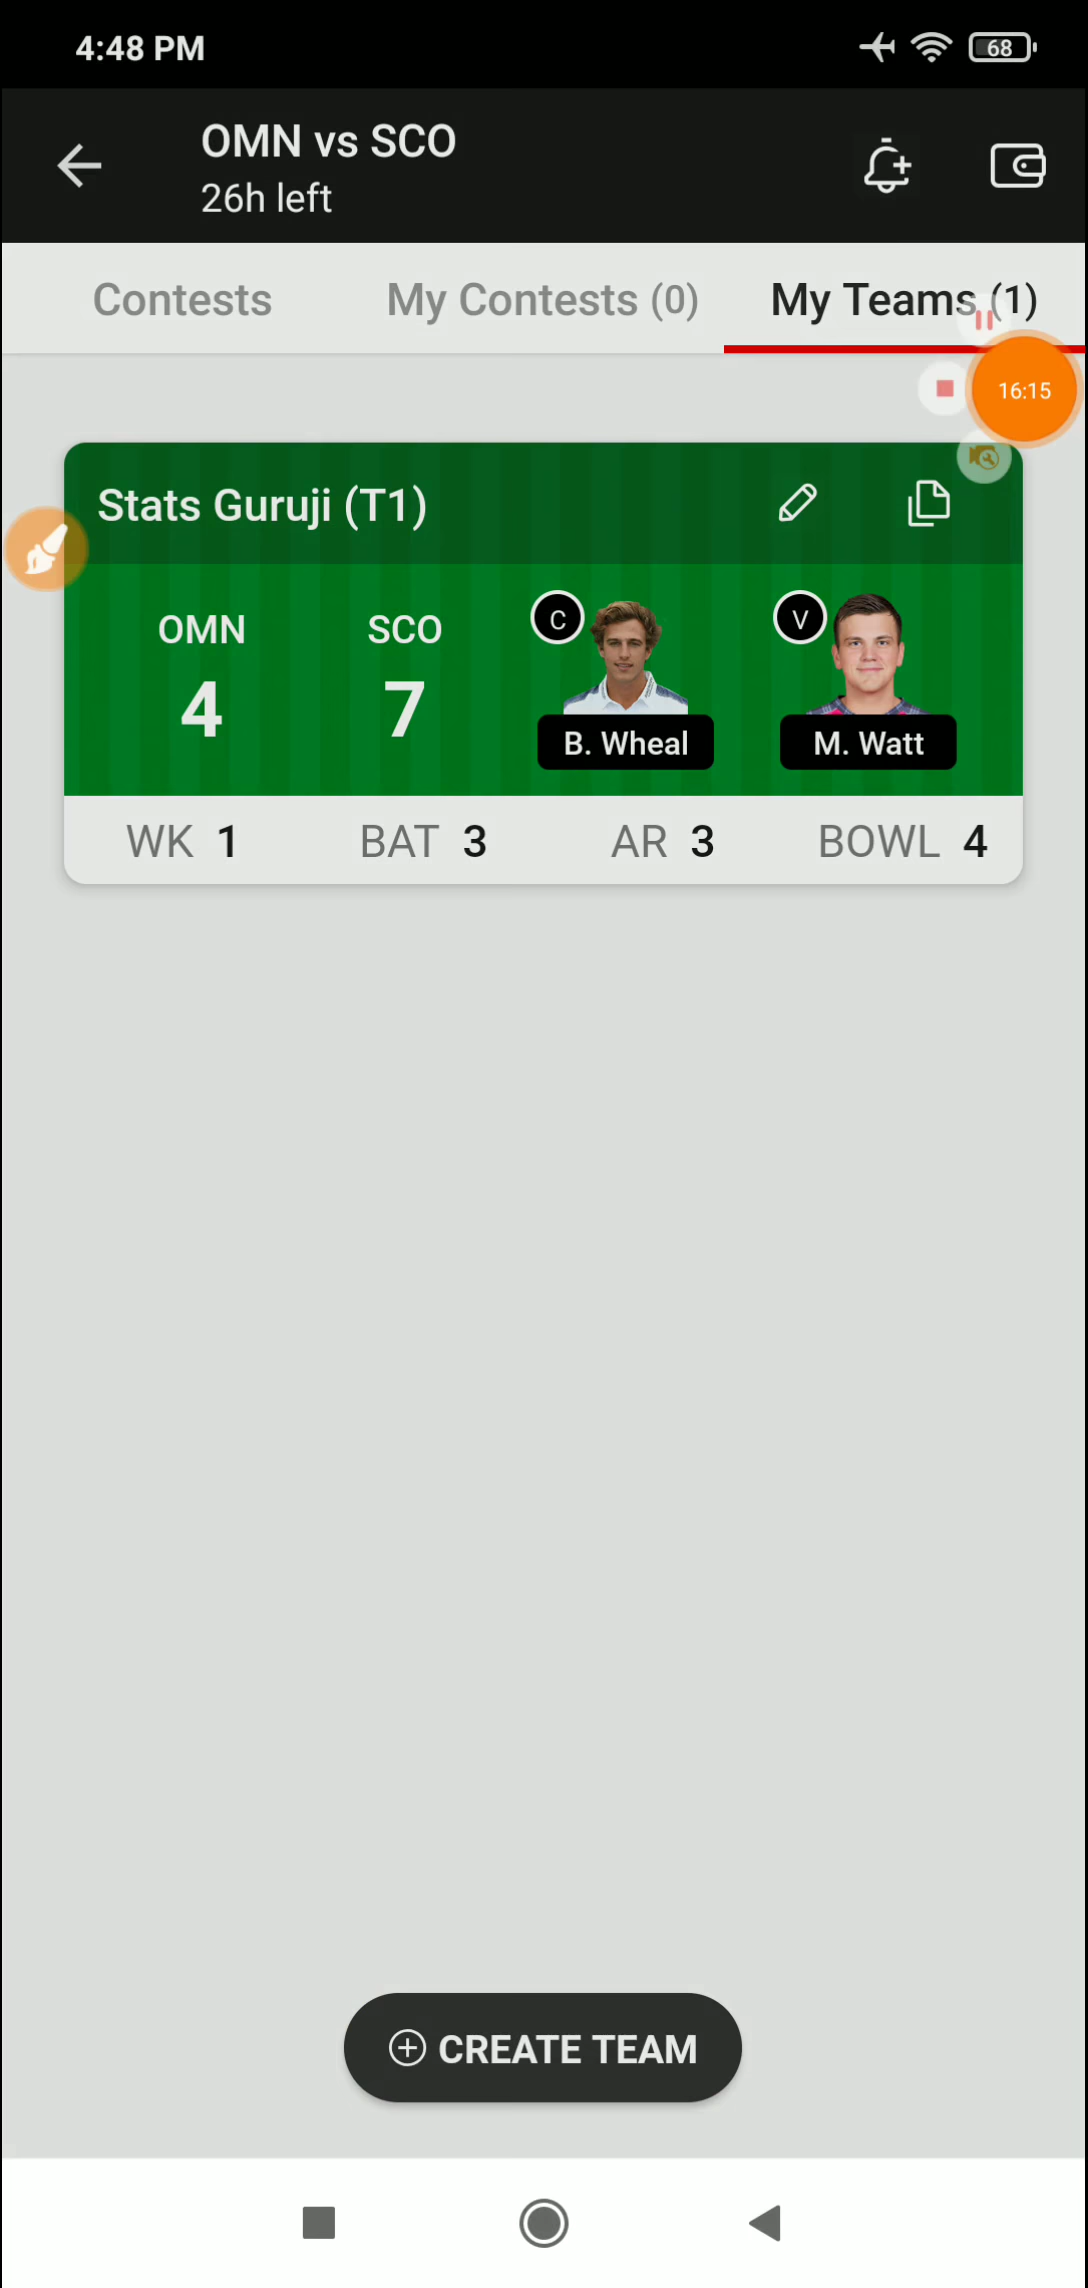 4:48 PM
68
OMN vs SCO
26h left
Contests
My Contests (0)
My Teams (1)
16:15
Stats Guruji (T1)
OMN
SCO
C
V
4
7
B. Wheal
M. Watt
WK 1
BAT 3
AR 3
BOWL 4
CREATE TEAM